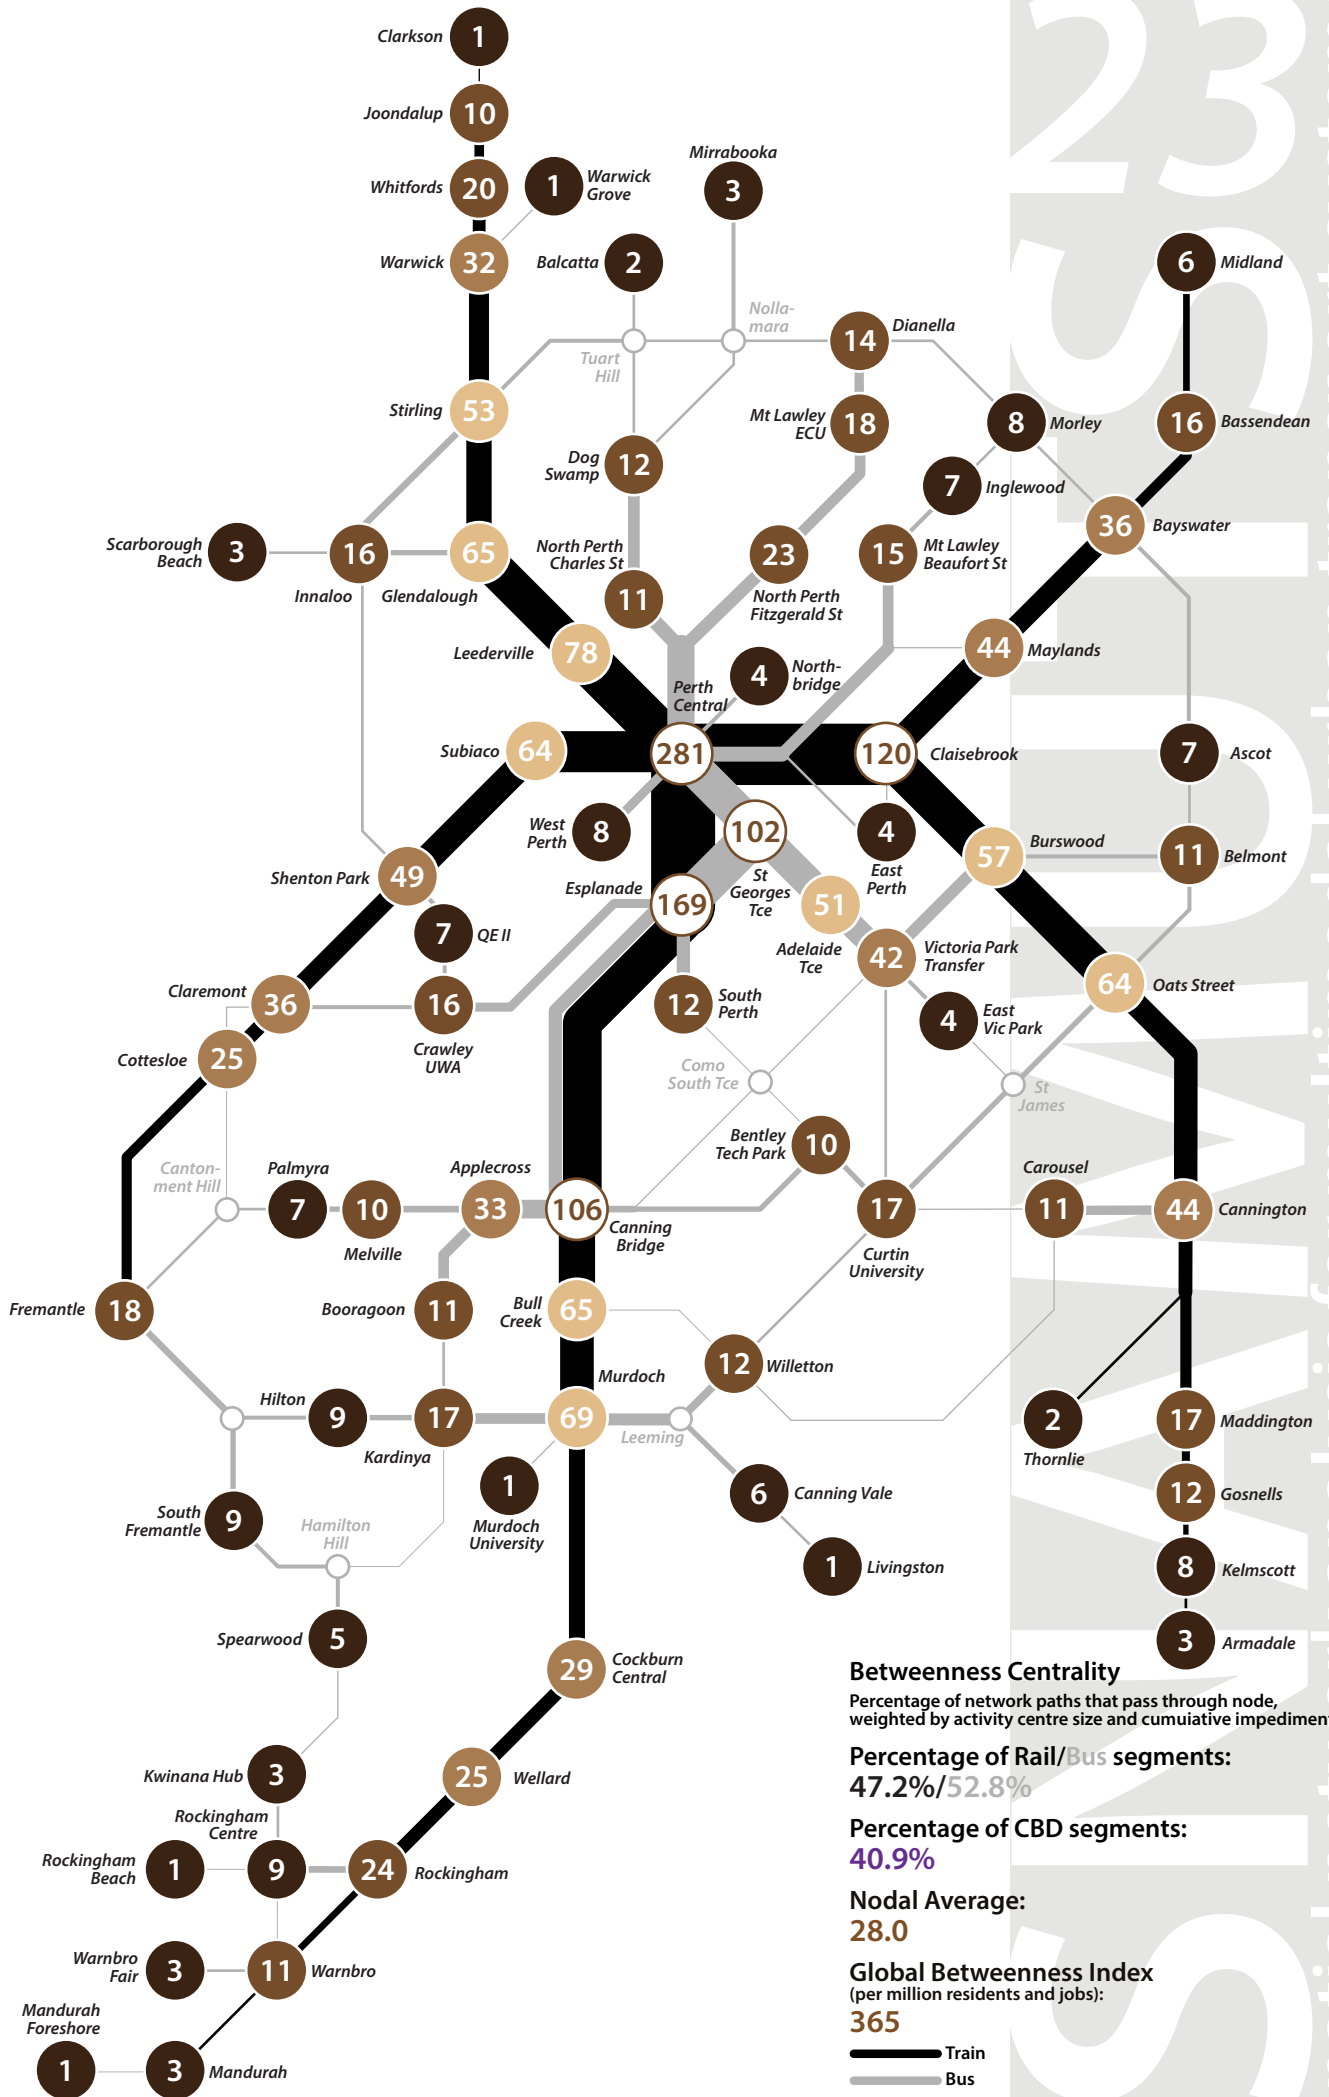 23
Clarkson
1
Joondalup
10
Whitfords
20
1
Warwick
Grove
Mirrabooka
3
Warwick
32
Balcatta
2
6
Midland
Nolla-
mara
Tuart
Hill
14
Dianella
Stirling
53
Mt Lawley
ECU
18
8
Morley
16
Bassendean
Dog
Swamp
12
7
Inglewood
36
Bayswater
Scarborough
Beach
3
16
Innaloo
65
Glendalough
North Perth
Charles St
11
23
North Perth
Fitzgerald St
15
Mt Lawley
Beaufort St
Leederville
78
44
Maylands
4
North-
bridge
Perth
Central
281
Subiaco
64
120
Claisebrook
7
Ascot
West
Perth
8
102
St
Georges
Tce
4
East
Perth
57
Burswood
11
Belmont
Shenton Park
49
Esplanade
169
51
Adelaide
Tce
7
QE II
42
Victoria Park
Transfer
64
Oats Street
Claremont
36
16
Crawley
UWA
12
South
Perth
4
East
Vic Park
Cottesloe
25
Como
South Tce
St
James
Bentley
Tech Park
10
Canton-
ment Hill
Palmyra
7
10
Melville
Applecross
33
106
Canning
Bridge
17
Curtin
University
Carousel
11
44
Cannington
Fremantle
18
Booragoon
11
Bull
Creek
65
12
Willetton
Hilton
9
17
Kardinya
Murdoch
69
Leeming
2
Thornlie
17
Maddington
1
Murdoch
University
6
Canning Vale
12
Gosnells
South
Fremantle
9
Hamilton
Hill
1
Livingston
8
Kelmscott
Spearwood
5
3
Armadale
29
Cockburn
Central
Kwinana Hub
3
25
Wellard
Rockingham
Centre
9
Rockingham
Beach
1
24
Rockingham
Warnbro
Fair
3
11
Warnbro
Mandurah
Foreshore
1
3
Mandurah
Betweenness Centrality
Percentage of network paths that pass through node,
weighted by activity centre size and cumuiative impediment
Percentage of Rail/Bus segments:
47.2%/52.8%
Percentage of CBD segments:
40.9%
Nodal Average:
28.0
Global Betweenness Index
(per million residents and jobs):
365
Train
Bus